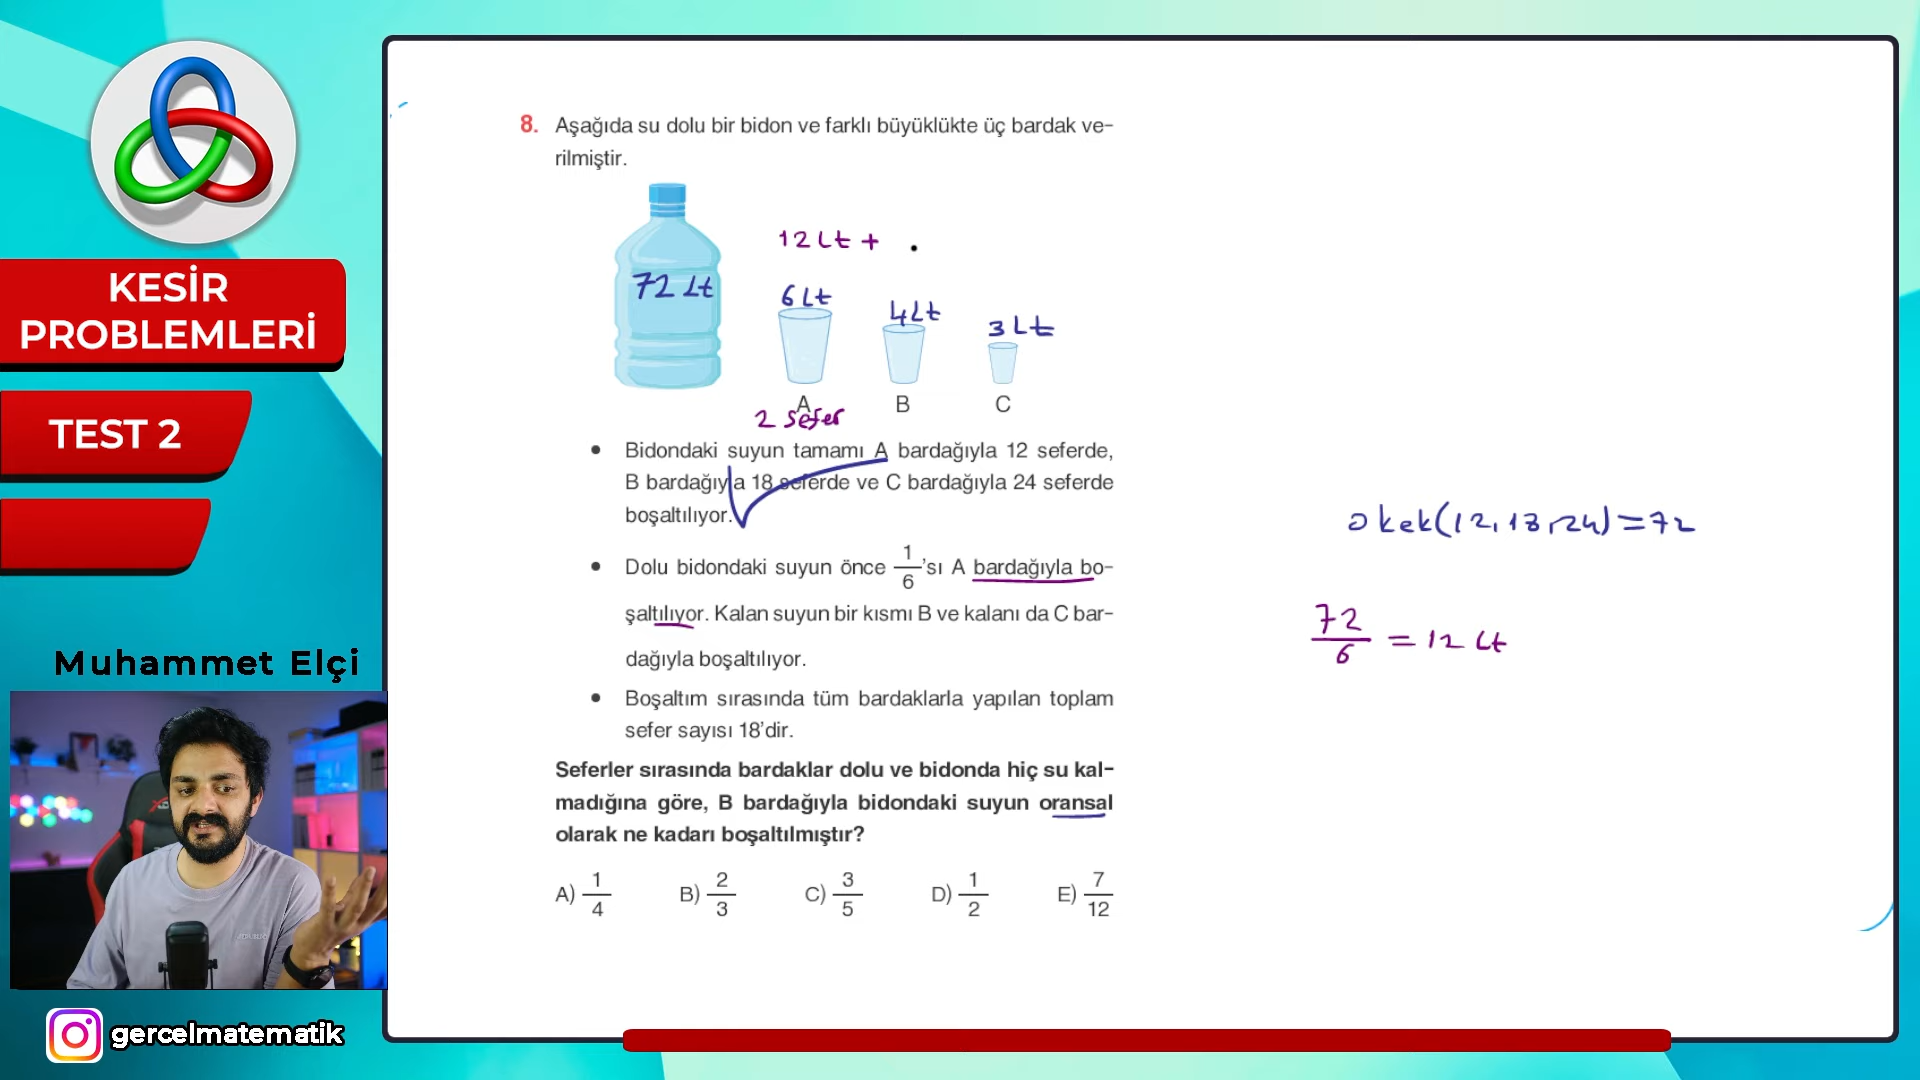 KESİR
PROBLEMLERİ
TEST 2
Muhammet Elçi
gercelmatematik
8. Aşağıda su dolu bir bidon ve farklı büyüklükte üç bardak ve-
rilmiştir.
12 Lt +
72 Lt
6 Lt
4 Lt
3 Lt
A
B
C
2 sefer
• Bidondaki suyun tamamı A bardağıyla 12 seferde,
B bardağıyla 18 seferde ve C bardağıyla 24 seferde
boşaltılıyor.
• Dolu bidondaki suyun önce 1/6'sı A bardağıyla bo-
şaltılıyor. Kalan suyun bir kısmı B ve kalanı da C bar-
dağıyla boşaltılıyor.
• Boşaltım sırasında tüm bardaklarla yapılan toplam
sefer sayısı 18'dir.
Seferler sırasında bardaklar dolu ve bidonda hiç su kal-
madığına göre, B bardağıyla bidondaki suyun oransal
olarak ne kadarı boşaltılmıştır?
A) 1/4 B) 2/3 C) 3/5 D) 1/2 E) 7/12
okek(12, 18, 24) = 72
72/6 = 12 Lt